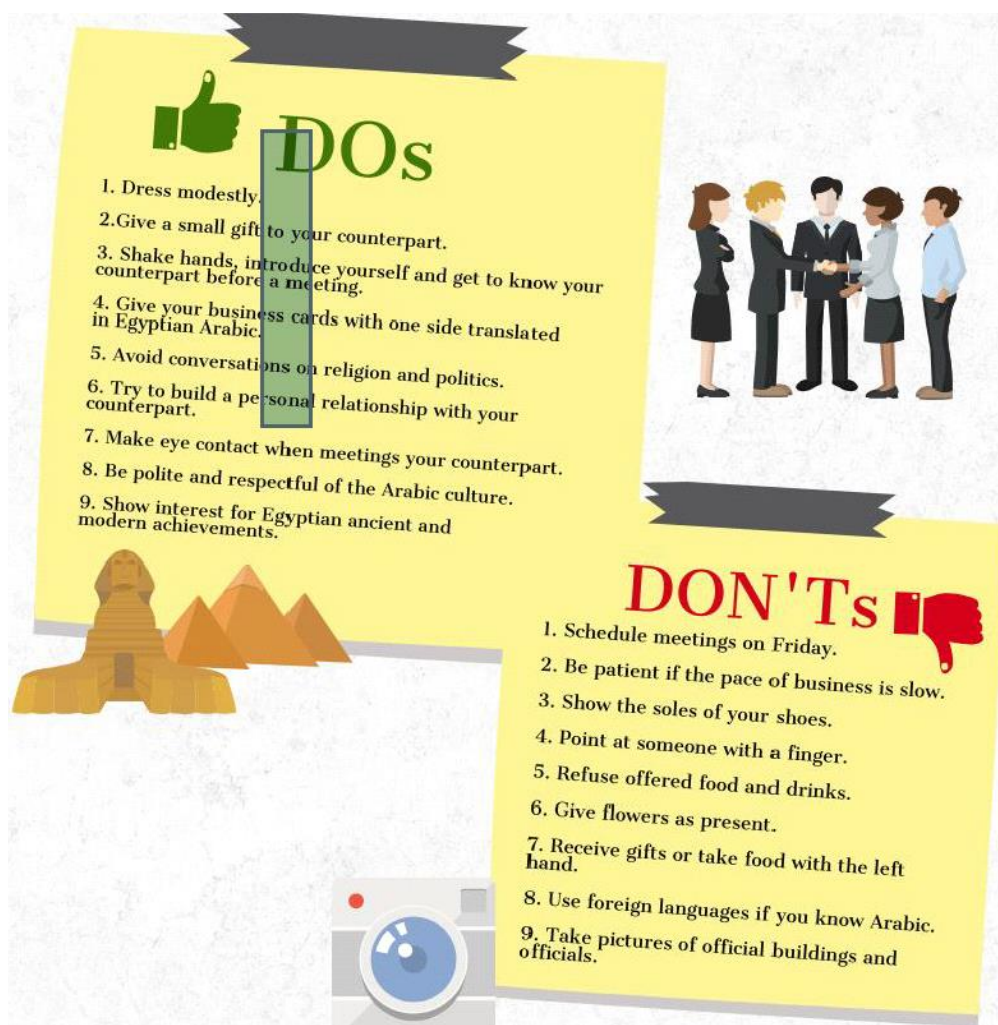 DOs
1. Dress modestly.
2.Give a small gift to your counterpart.
3. Shake hands, introduce yourself and get to know your
counterpart before a meeting.
4. Give your business cards with one side translated
in Egyptian Arabic.
5. Avoid conversations on religion and politics.
6. Try to build a personal relationship with your
counterpart.
7. Make eye contact when meetings your counterpart.
8. Be polite and respectful of the Arabic culture.
9. Show interest for Egyptian ancient and
modern achievements.
DON'Ts
1. Schedule meetings on Friday.
2. Be patient if the pace of business is slow.
3. Show the soles of your shoes.
4. Point at someone with a finger.
5. Refuse offered food and drinks.
6. Give flowers as present.
7. Receive gifts or take food with the left
hand.
8. Use foreign languages if you know Arabic.
9. Take pictures of official buildings and
officials.